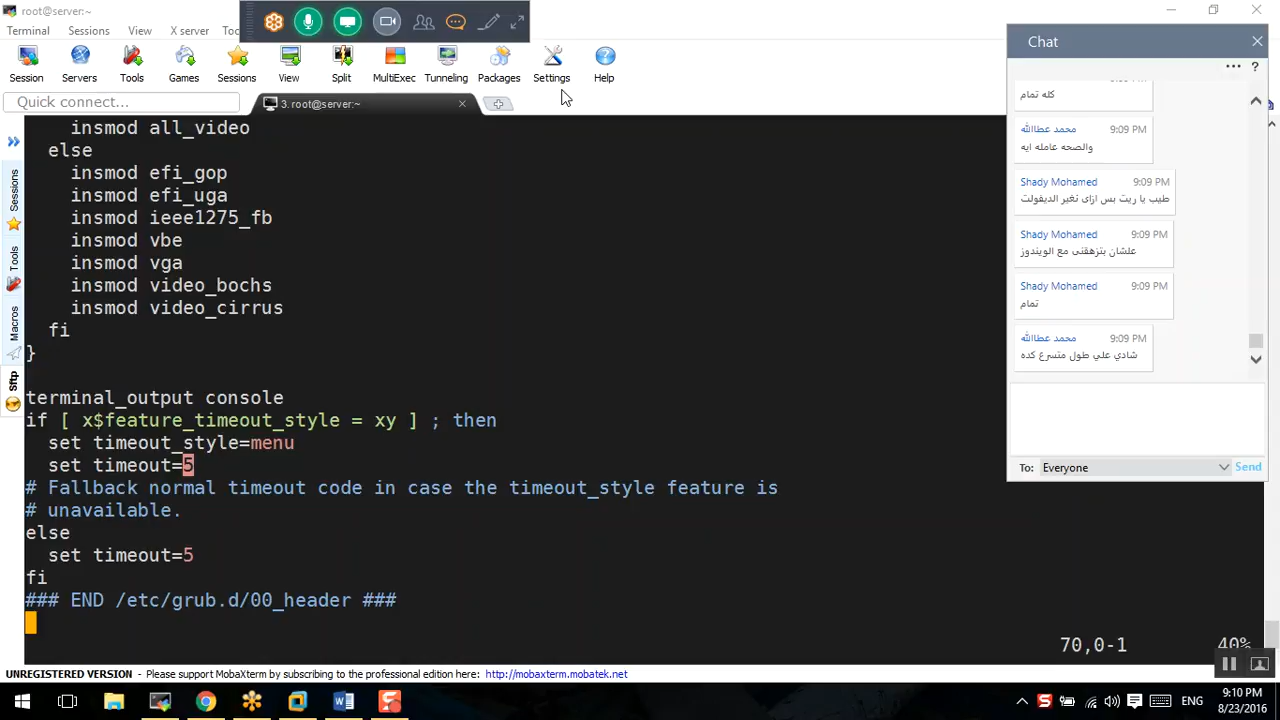 root@server:~
Terminal Sessions View X server
Session Servers Tools Games Sessions View Split MultiExec Tunneling Packages Settings Help
Quick connect...
3. root@server:~
Sessions
Tools
Macros
Sftp
insmod all_video
else
insmod efi_gop
insmod efi_uga
insmod ieee1275_fb
insmod vbe
insmod vga
insmod video_bochs
insmod video_cirrus
fi
}
terminal_output console
if [ x$feature_timeout_style = xy ] ; then
set timeout_style=menu
set timeout=5
# Fallback normal timeout code in case the timeout_style feature is
# unavailable.
else
set timeout=5
fi
### END /etc/grub.d/00_header ###
70,0-1 40%
Chat
... ?
كله تمام
محمد عطاالله 9:09 PM
والصحه عامله ايه
Shady Mohamed 9:09 PM
طيب يا ريت بس ازاى نغير الديفولت
Shady Mohamed 9:09 PM
علشان بتزهقنى مع الويندوز
Shady Mohamed 9:09 PM
تمام
محمد عطاالله 9:09 PM
شادي علي طول متسرع كده
To: Everyone Send
UNREGISTERED VERSION - Please support MobaXterm by subscribing to the professional edition here: http://mobaxterm.mobatek.net
ENG
9:10 PM
8/23/2016